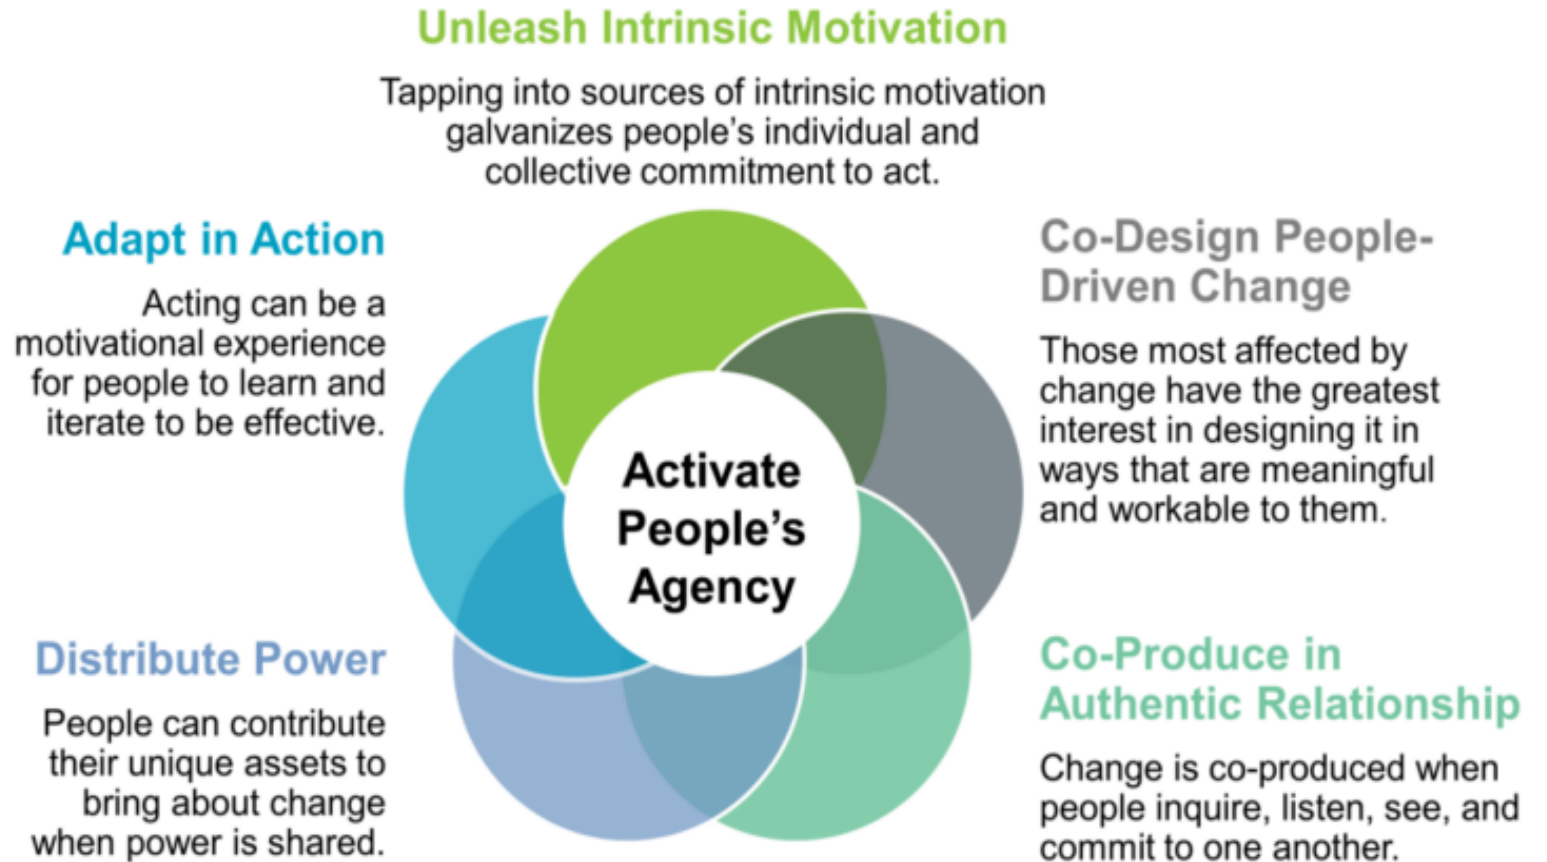 Unleash Intrinsic Motivation
Tapping into sources of intrinsic motivation
galvanizes people's individual and
collective commitment to act.
Adapt in Action
Acting can be a
motivational experience
for people to learn and
iterate to be effective.
Co-Design People-
Driven Change
Those most affected by
change have the greatest
interest in designing it in
ways that are meaningful
and workable to them.
Activate
People's
Agency
Distribute Power
People can contribute
their unique assets to
bring about change
when power is shared.
Co-Produce in
Authentic Relationship
Change is co-produced when
people inquire, listen, see, and
commit to one another.